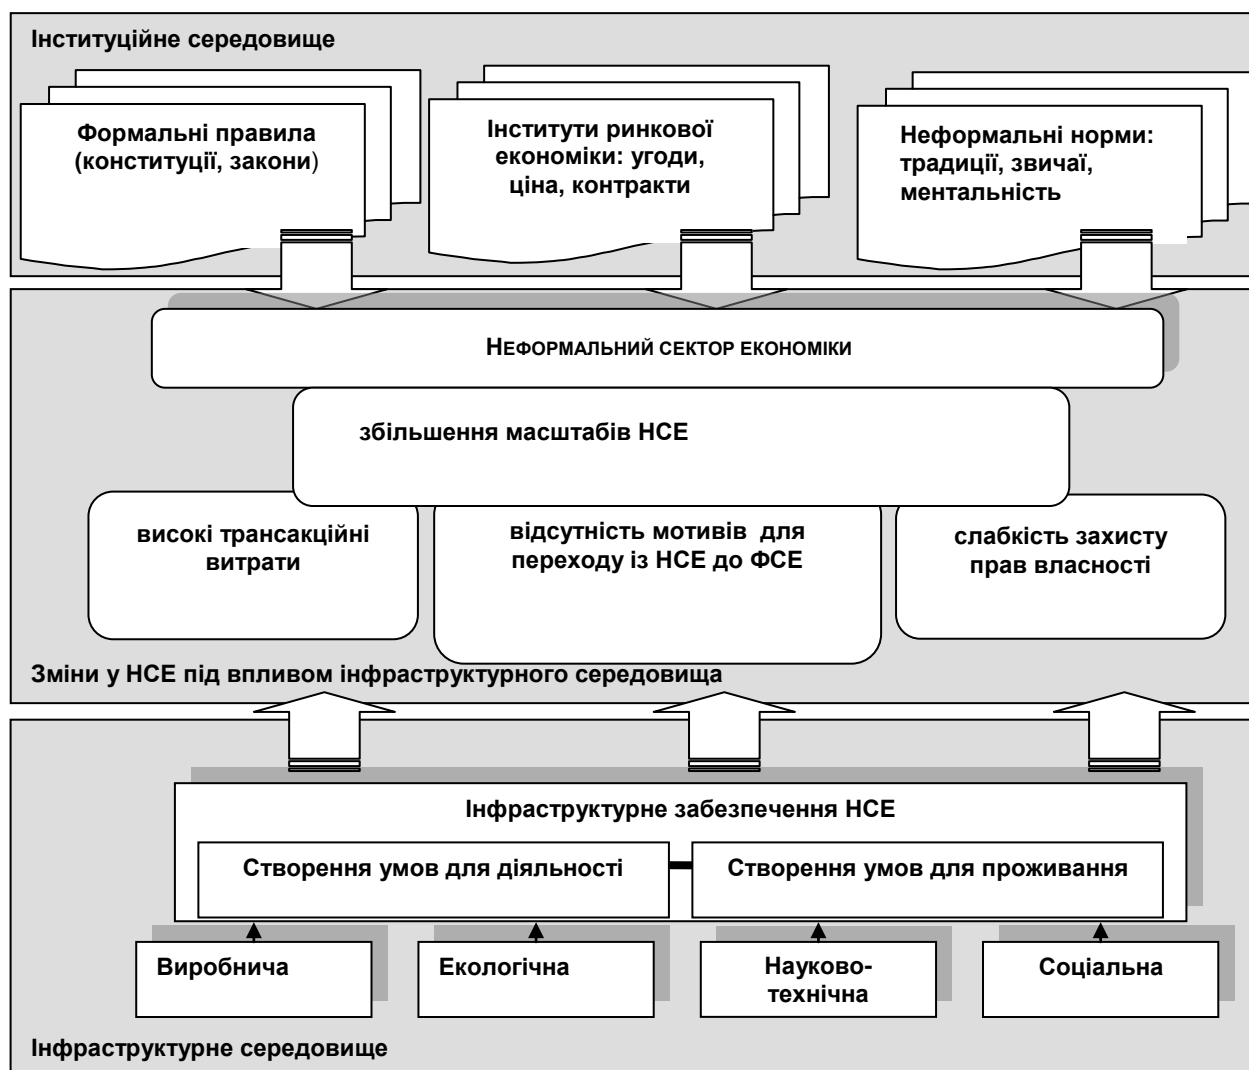 Інституційне середовище
Формальні правила
(конституції, закони)
Інститути ринкової
економіки: угоди,
ціна, контракти
Неформальні норми:
традиції, звичаї,
ментальність
НЕФОРМАЛЬНИЙ СЕКТОР ЕКОНОМІКИ
збільшення масштабів НСЕ
високі трансакційні
витрати
відсутність мотивів для
переходу із НСЕ до ФСЕ
слабкість захисту
прав власності
Зміни у НСЕ під впливом інфраструктурного середовища
Інфраструктурне забезпечення НСЕ
Створення умов для діяльності
Створення умов для проживання
Виробнича
Екологічна
Науково-
технічна
Соціальна
Інфраструктурне середовище